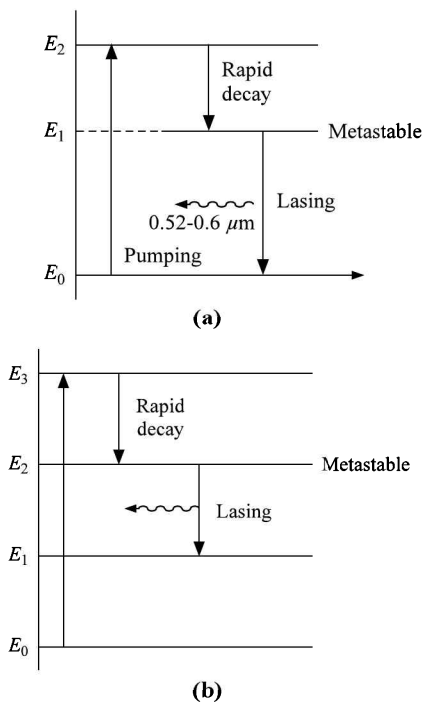 E₂
Rapid
decay
E₁
Metastable
Lasing
0.52-0.6 μm
Pumping
E₀
(a)
E₃
Rapid
decay
E₂
Metastable
Lasing
E₁
E₀
(b)